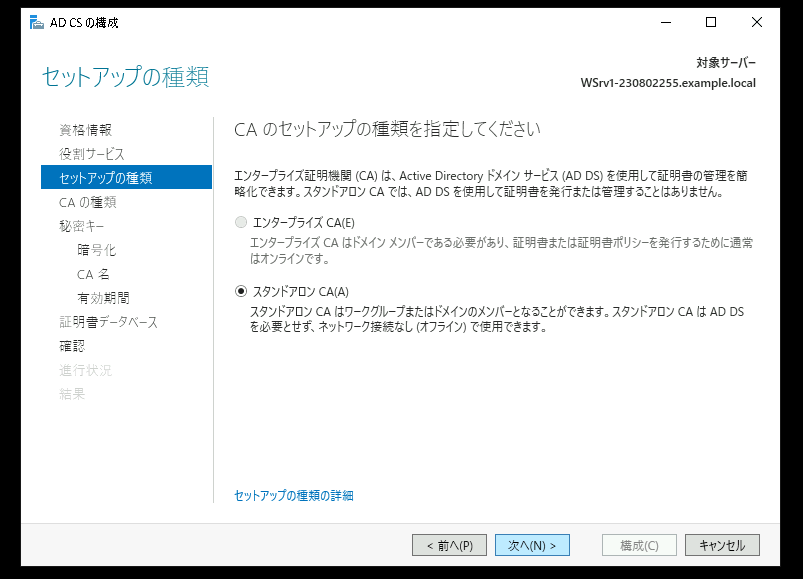 AD CS の構成
セットアップの種類
対象サーバー
WSrv1-230802255.example.local
資格情報
役割サービス
セットアップの種類
CA の種類
秘密キー
暗号化
CA 名
有効期間
証明書データベース
確認
進行状況
結果
CA のセットアップの種類を指定してください
エンタープライズ証明機関 (CA) は、Active Directory ドメイン サービス (AD DS) を使用して証明書の管理を簡
略化できます。スタンドアロン CA では、AD DS を使用して証明書を発行または管理することはありません。
エンタープライズ CA(E)
エンタープライズ CA はドメイン メンバーである必要があり、証明書または証明書ポリシーを発行するために通常
はオンラインです。
スタンドアロン CA(A)
スタンドアロン CA はワークグループまたはドメインのメンバーとなることができます。スタンドアロン CA は AD DS
を必要とせず、ネットワーク接続なし (オフライン) で使用できます。
セットアップの種類の詳細
< 前へ(P)
次へ(N) >
構成(C)
キャンセル